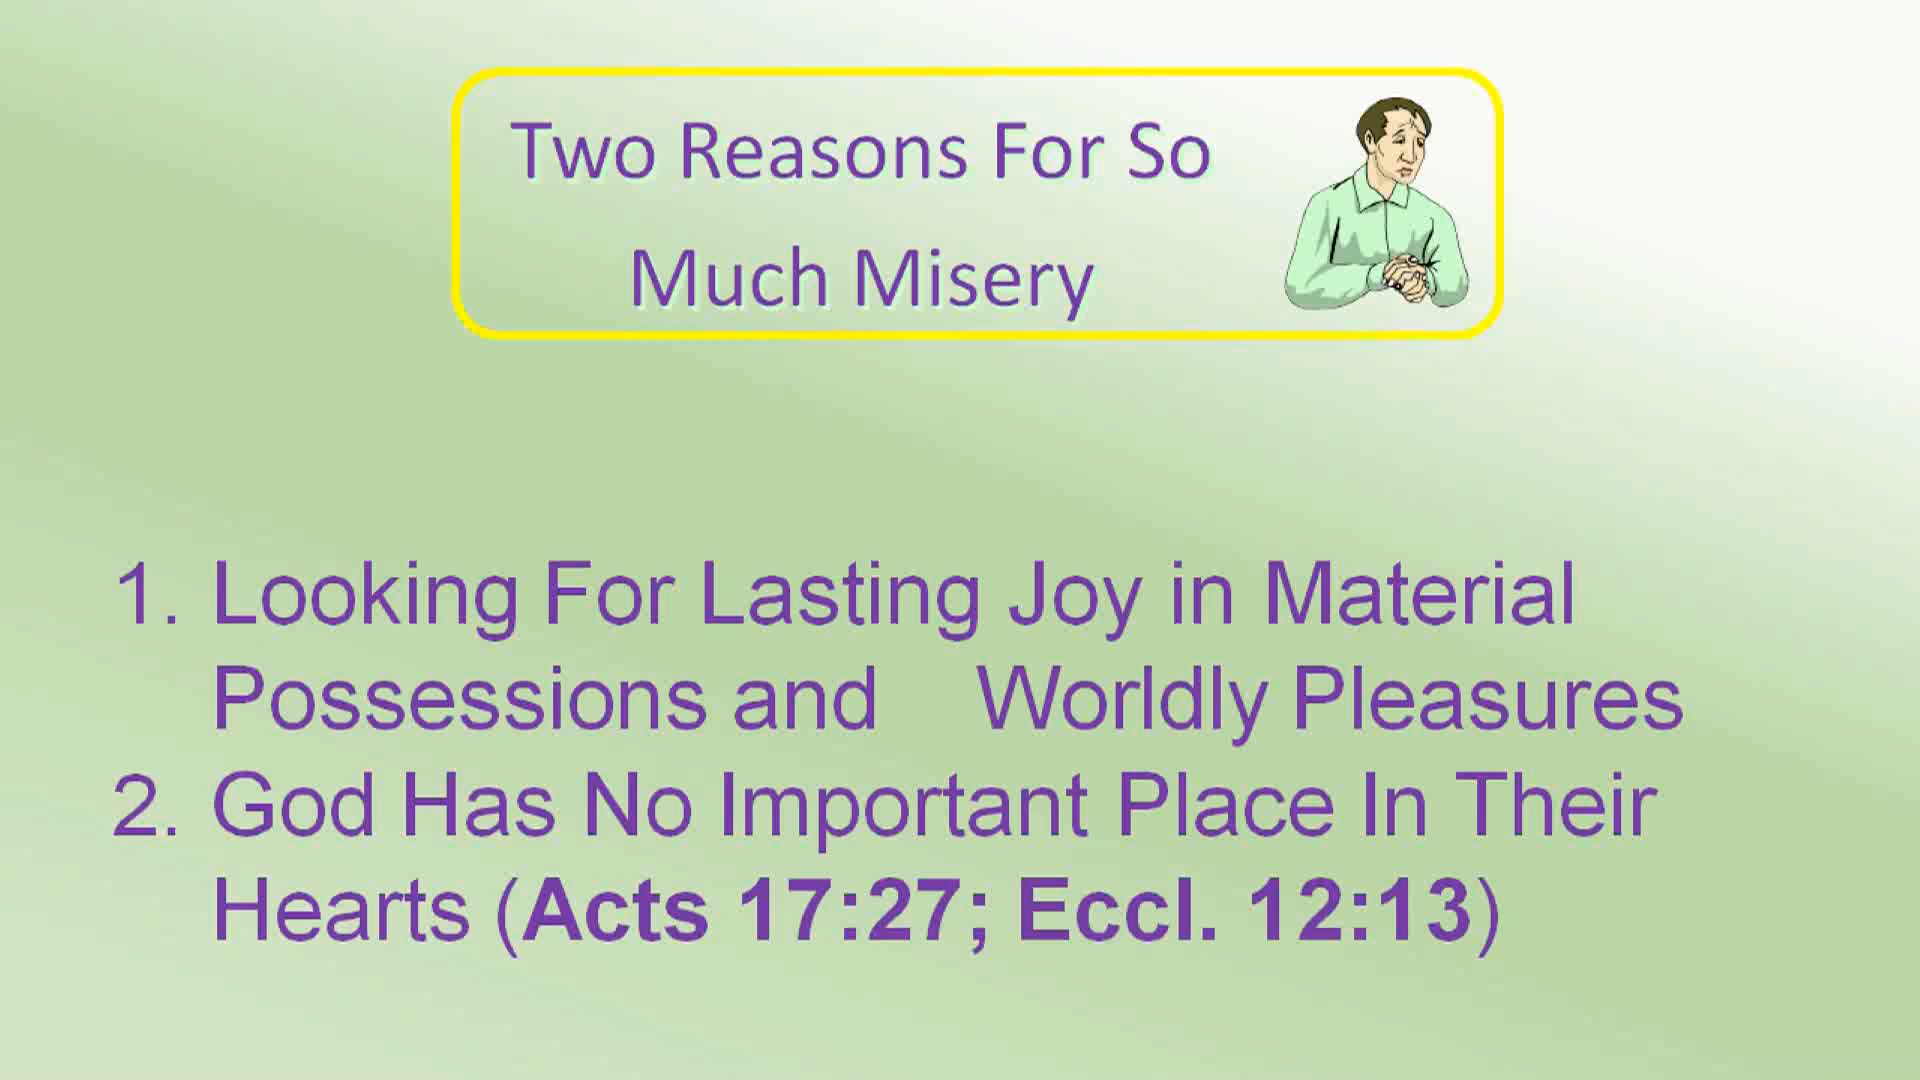 Two Reasons For So
Much Misery
1. Looking For Lasting Joy in Material
Possessions and Worldly Pleasures
2. God Has No Important Place In Their
Hearts (Acts 17:27; Eccl. 12:13)